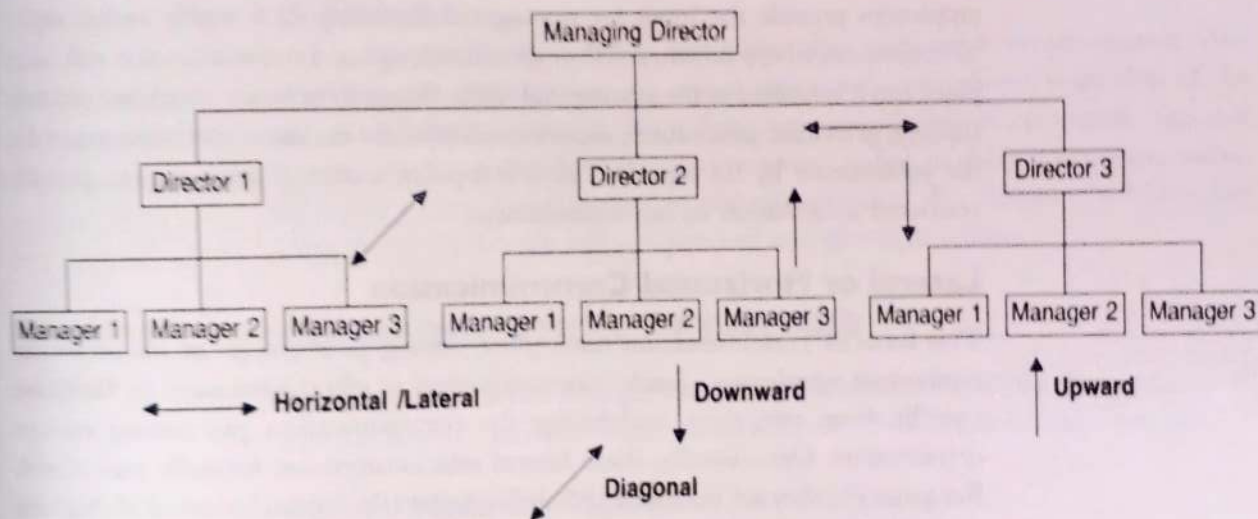 Managing Director
Director 1
Director 2
Director 3
Manager 1
Manager 2
Manager 3
Manager 1
Manager 2
Manager 3
Manager 1
Manager 2
Manager 3
Horizontal /Lateral
Downward
Upward
Diagonal